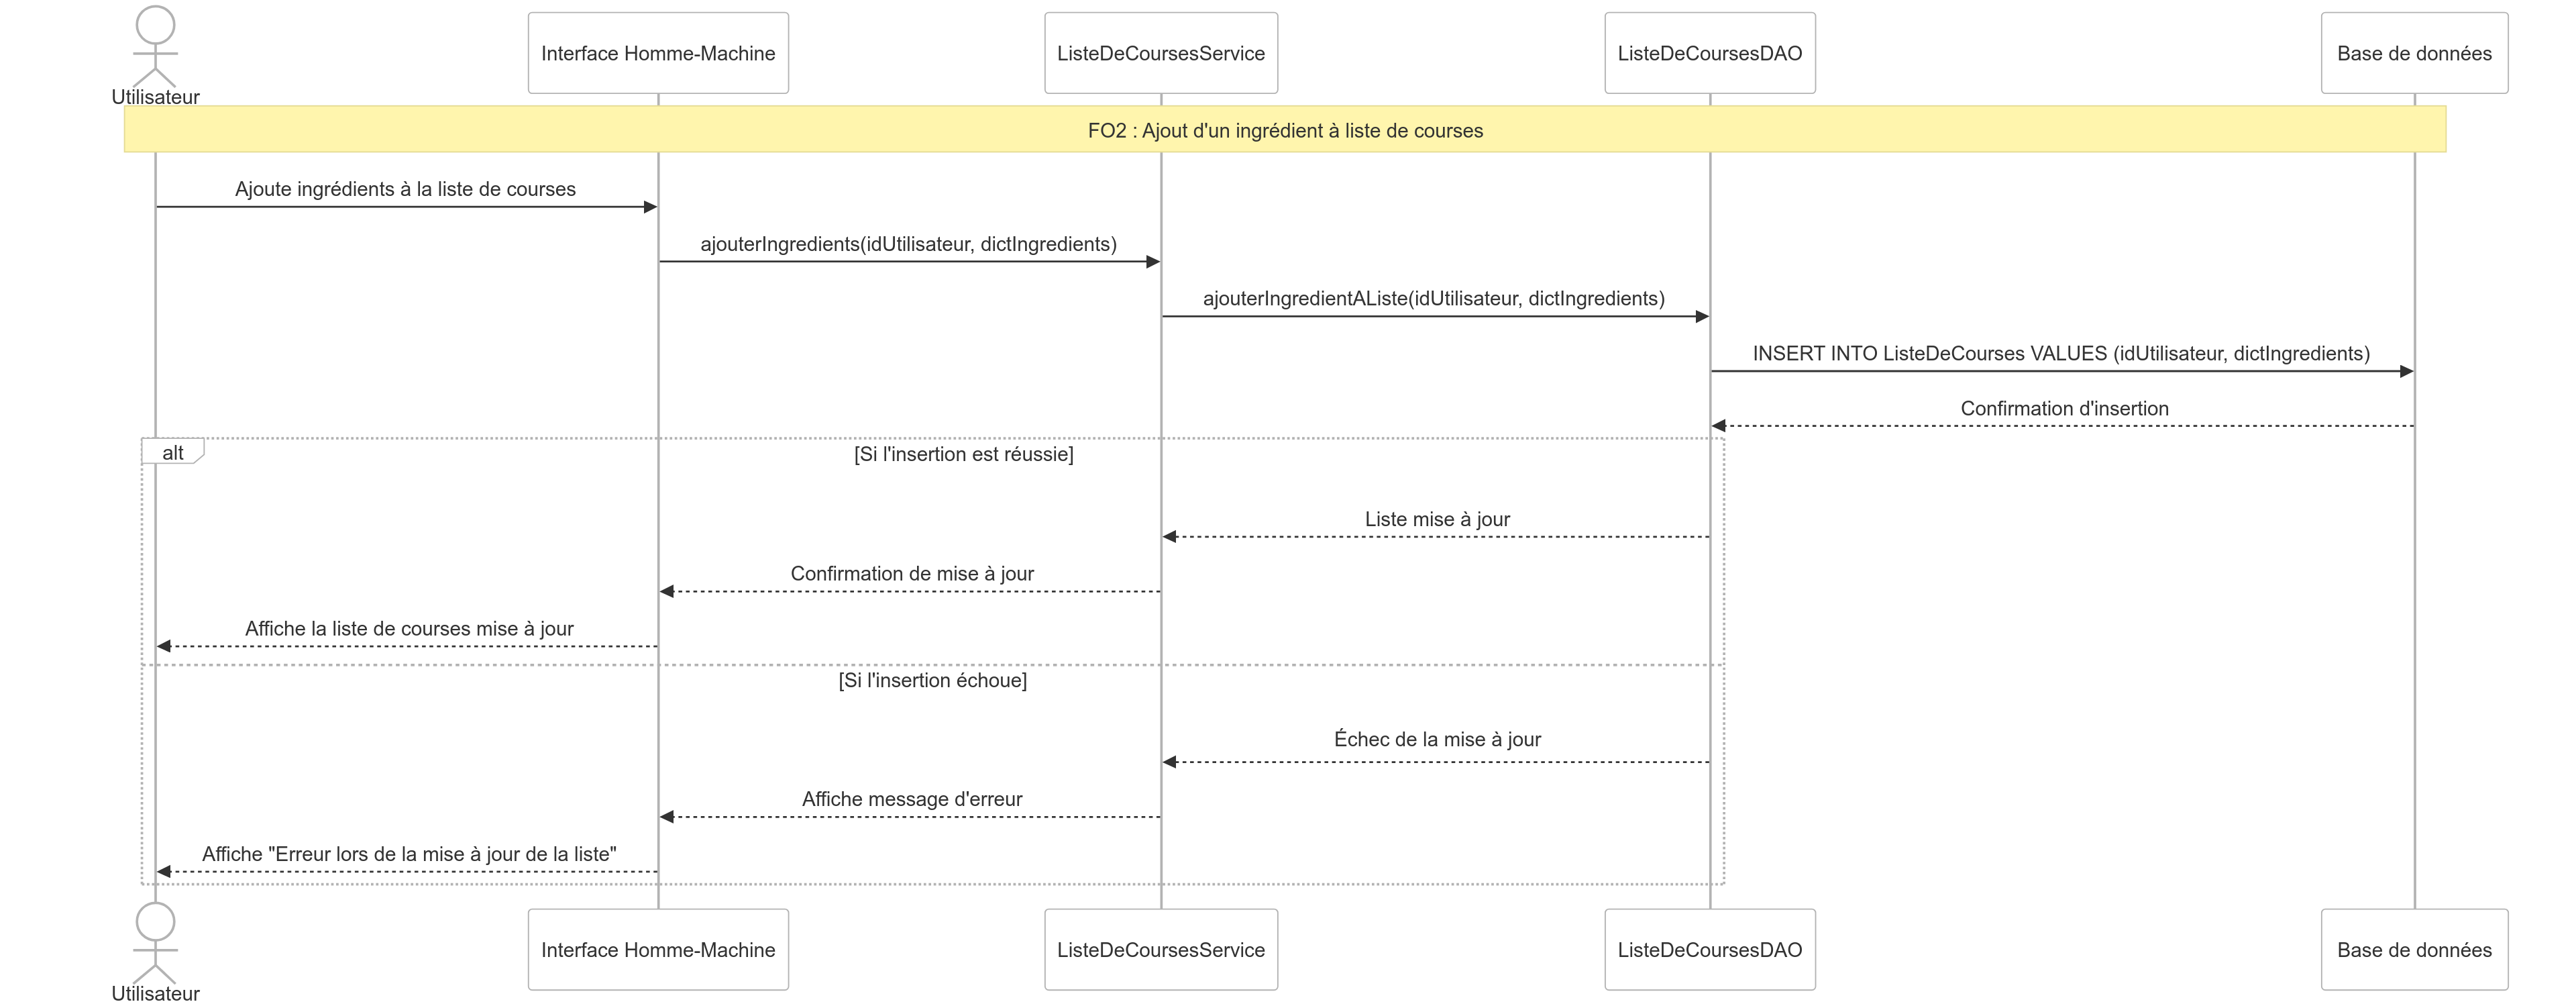 Utilisateur
Interface Homme-Machine
ListeDeCoursesService
ListeDeCoursesDAO
Base de données
FO2 : Ajout d'un ingrédient à liste de courses
Ajoute ingrédients à la liste de courses
ajouterIngredients(idUtilisateur, dictIngredients)
ajouterIngredientAListe(idUtilisateur, dictIngredients)
INSERT INTO ListeDeCourses VALUES (idUtilisateur, dictIngredients)
Confirmation d'insertion
alt
[Si l'insertion est réussie]
Liste mise à jour
Confirmation de mise à jour
Affiche la liste de courses mise à jour
[Si l'insertion échoue]
Échec de la mise à jour
Affiche message d'erreur
Affiche "Erreur lors de la mise à jour de la liste"
Utilisateur
Interface Homme-Machine
ListeDeCoursesService
ListeDeCoursesDAO
Base de données